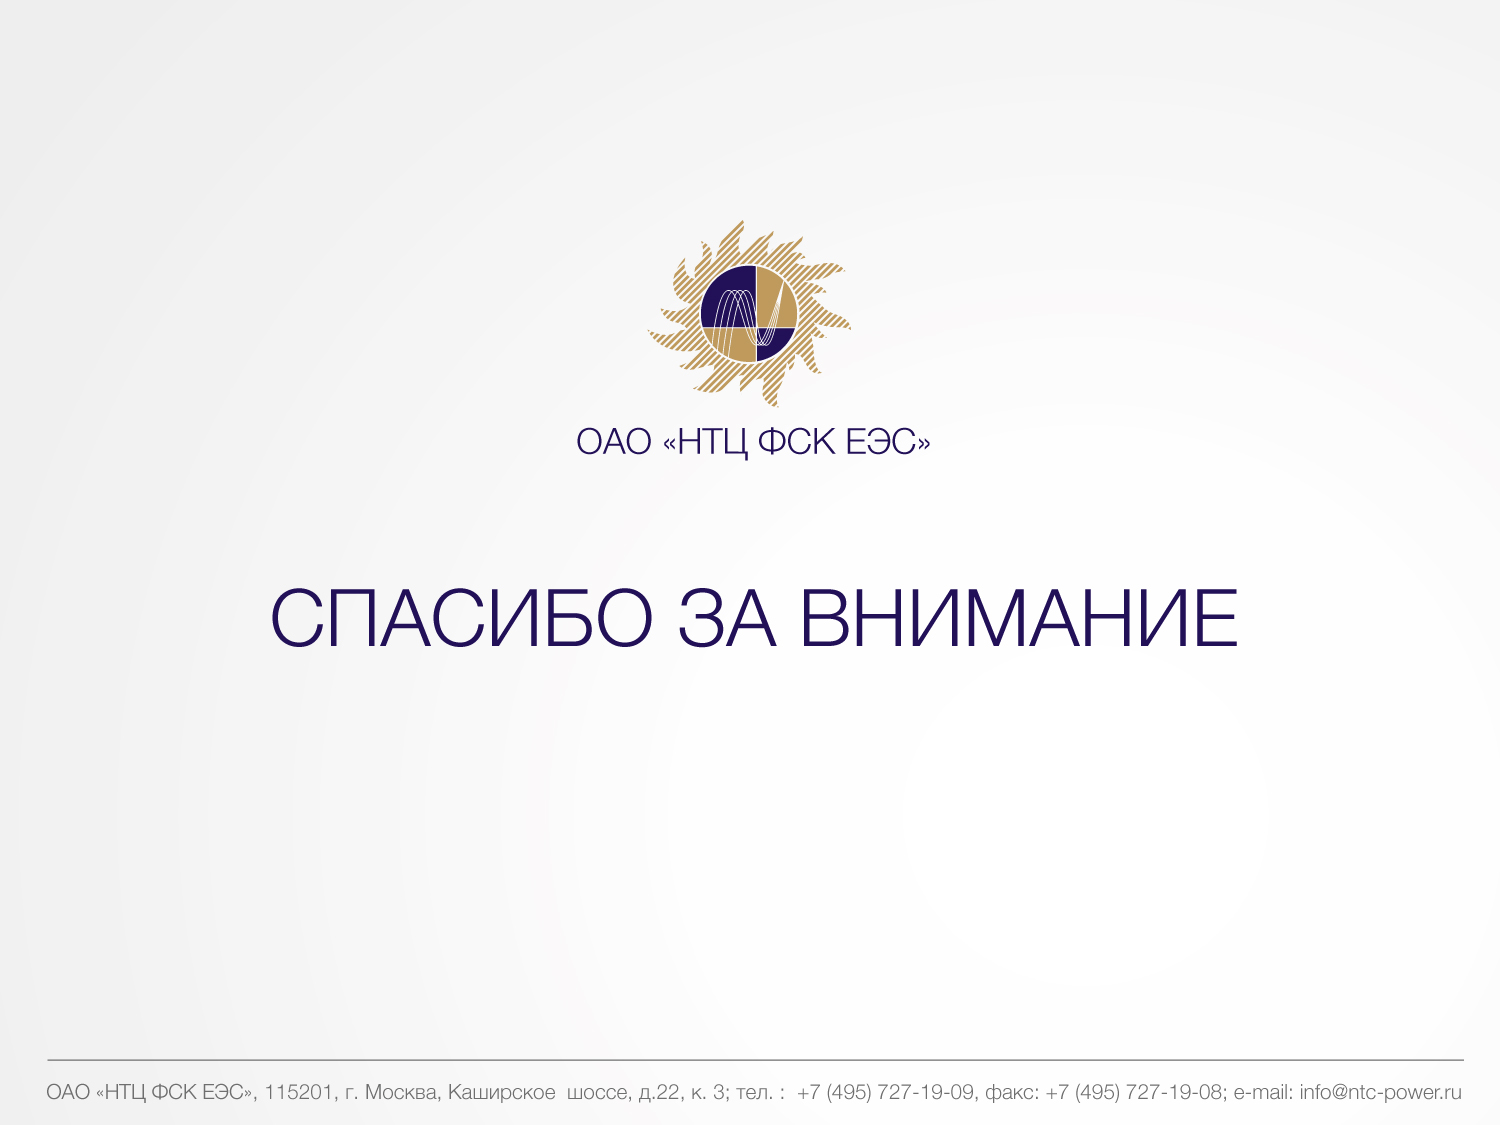 ОАО «НТЦ ФСК ЕЭС»
СПАСИБО ЗА ВНИМАНИЕ
ОАО «НТЦ ФСК ЕЭС», 115201, г. Москва, Каширское  шоссе, д.22, к. 3; тел. :  +7 (495) 727-19-09, факс: +7 (495) 727-19-08; e-mail: info@ntc-power.ru